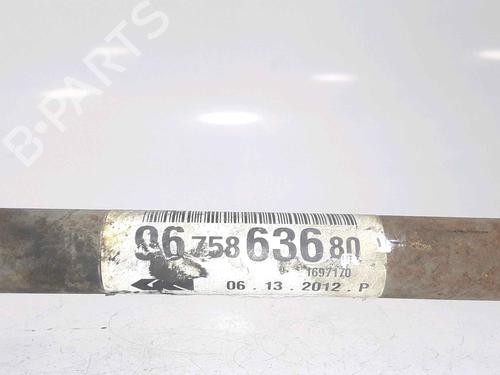 B-PARTS
96 758 636 80
1697170
06 . 13 . 2012 . P